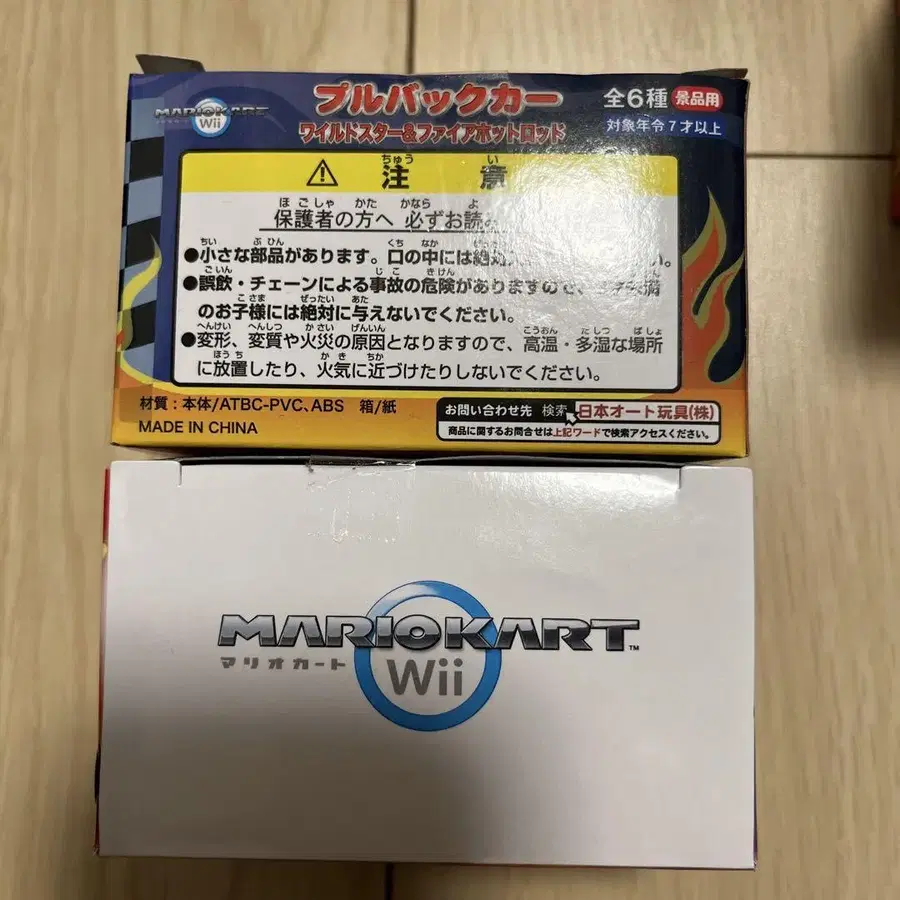 MARIOKART Wii
プルバックカー
ワイルドスター&ファイアホットロッド
全6種 景品用
対象年令7才以上
ちゅう い
⚠ 注 意
ほごしゃ かた かなら よ
保護者の方へ 必ずお読み
ちい ぶひん くち なか
●小さな部品があります。口の中には絶対 い。
ごいん じこ きけん
●誤飲・チェーンによる事故の危険がありますので、
こさま ぜったい あた
のお子様には絶対に与えないでください。
へんけい へんしつ かさい げんいん こうおん たしつ ばしょ
●変形、変質や火災の原因となりますので、高温・多湿な場所
ほうち かき ちか
に放置したり、火気に近づけたりしないでください。
材質:本体/ATBC-PVC、ABS 箱/紙
MADE IN CHINA
お問い合わせ先 検索 日本オート玩具(株)
商品に関するお問合せは上記ワードで検索アクセスください。
MARIOKART™
マリオカート
Wii